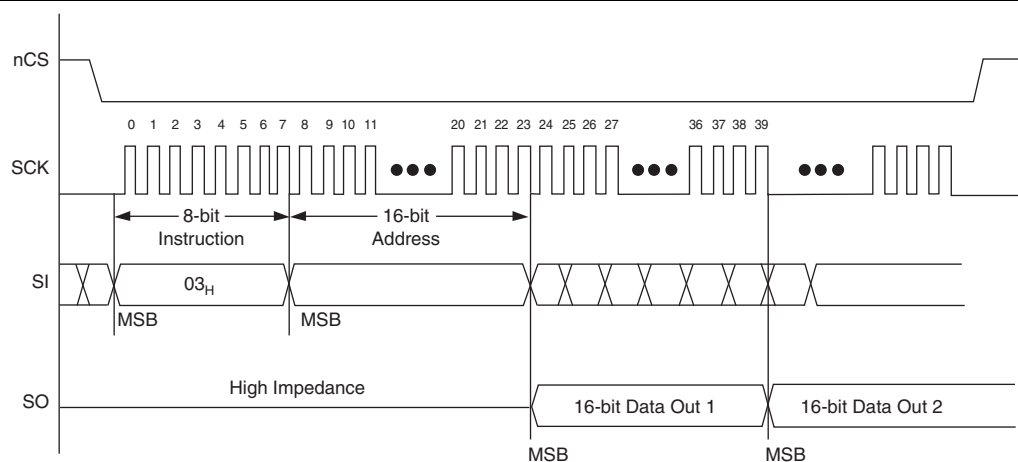 nCS
0 1 2 3 4 5 6 7 8 9 10 11 20 21 22 23 24 25 26 27 36 37 38 39
SCK
8-bit
Instruction
16-bit
Address
SI
03H
MSB
MSB
High Impedance
SO
16-bit Data Out 1
16-bit Data Out 2
MSB
MSB